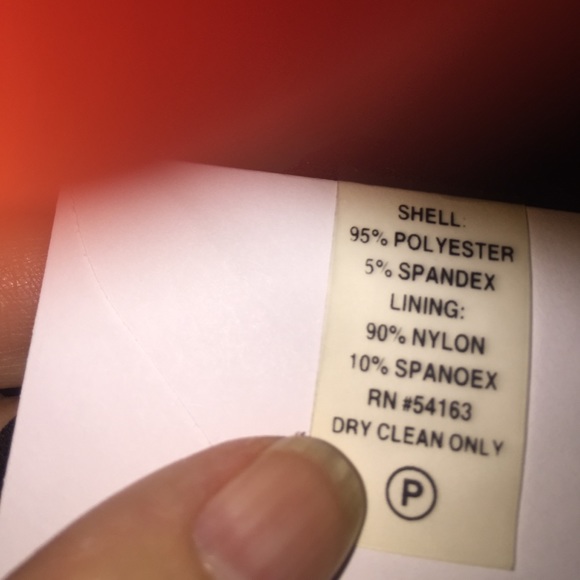 SHELL:
95% POLYESTER
5% SPANDEX
LINING:
90% NYLON
10% SPANOEX
RN #54163
DRY CLEAN ONLY
P